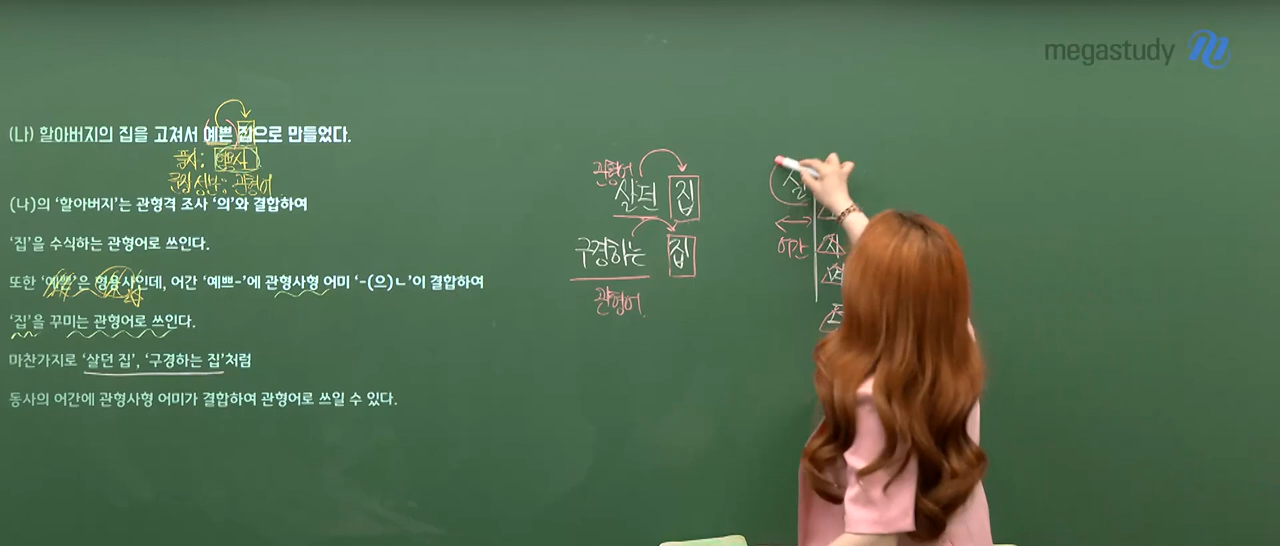 megastudy
(나) 할아버지의 집을 고쳐서 예쁜 집으로 만들었다.
품사: 형용사
문장 성분: 관형어
(나)의 ‘할아버지’는 관형격 조사 ‘의’와 결합하여
‘집’을 수식하는 관형어로 쓰인다.
또한 ‘예쁜’은 형용사인데, 어간 ‘예쁘-’에 관형사형 어미 ‘-(으)ㄴ’이 결합하여
‘집’을 꾸미는 관형어로 쓰인다.
마찬가지로 ‘살던 집’, ‘구경하는 집’처럼
동사의 어간에 관형사형 어미가 결합하여 관형어로 쓰일 수 있다.
관형어
살던 집
구경하는 집
관형어
살
어간